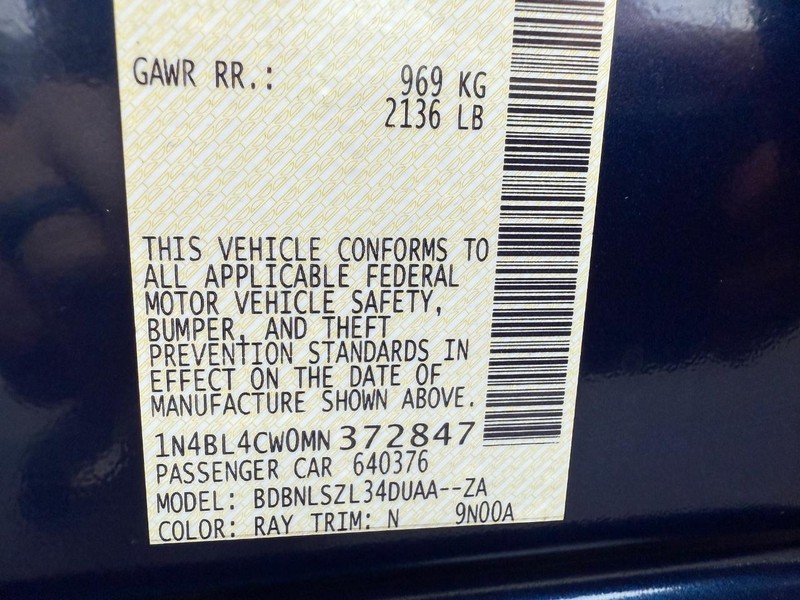 GAWR RR.: 969 KG
2136 LB
THIS VEHICLE CONFORMS TO
ALL APPLICABLE FEDERAL
MOTOR VEHICLE SAFETY,
BUMPER, AND THEFT
PREVENTION STANDARDS IN
EFFECT ON THE DATE OF
MANUFACTURE SHOWN ABOVE.
1N4BL4CW0MN372847
PASSENGER CAR 640376
MODEL: BDBNLSZL34DUAA--ZA
COLOR: RAY TRIM: N 9N00A